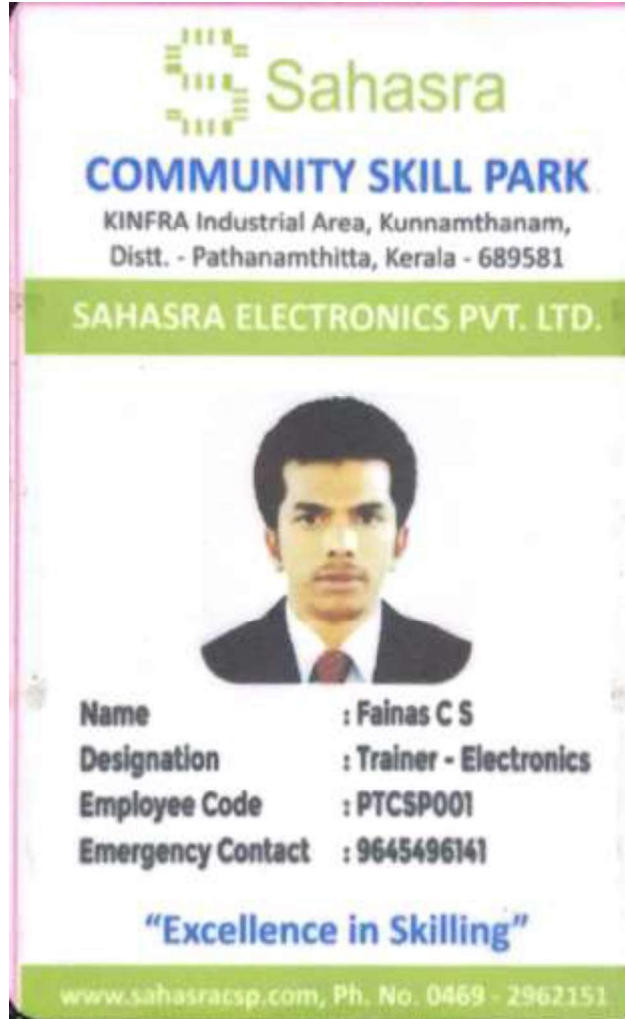 Sahasra
COMMUNITY SKILL PARK
KINFRA Industrial Area, Kunnamthanam,
Distt. - Pathanamthitta, Kerala - 689581
SAHASRA ELECTRONICS PVT. LTD.
Name : Fainas C S
Designation : Trainer - Electronics
Employee Code : PTCSP001
Emergency Contact : 9645496141
“Excellence in Skilling”
www.sahasracsp.com, Ph. No. 0469 - 2962151